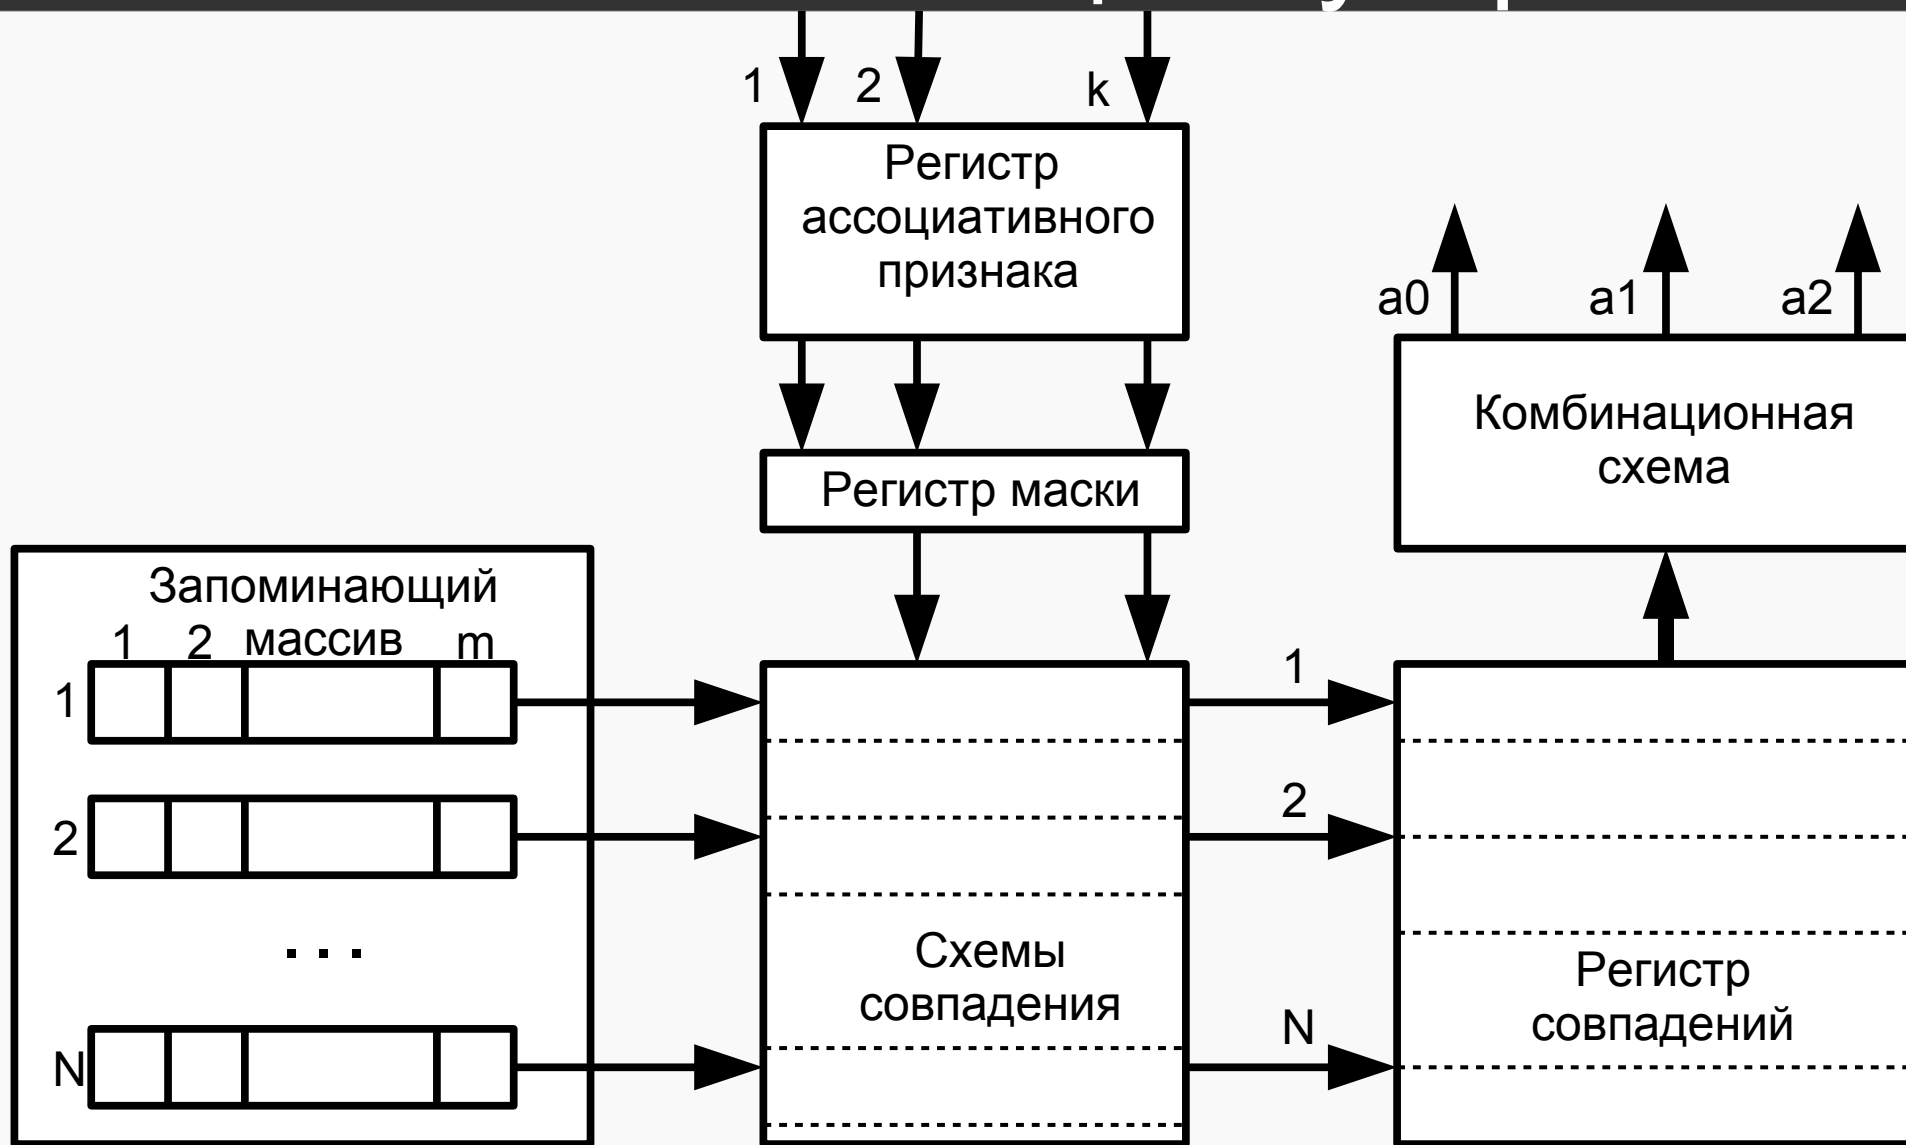 1 2 k
Регистр
ассоциативного
признака
a0 a1 a2
Комбинационная
схема
Регистр маски
Запоминающий
массив
1 2 m
1
2
. . .
N
Схемы
совпадения
1
2
N
Регистр
совпадений